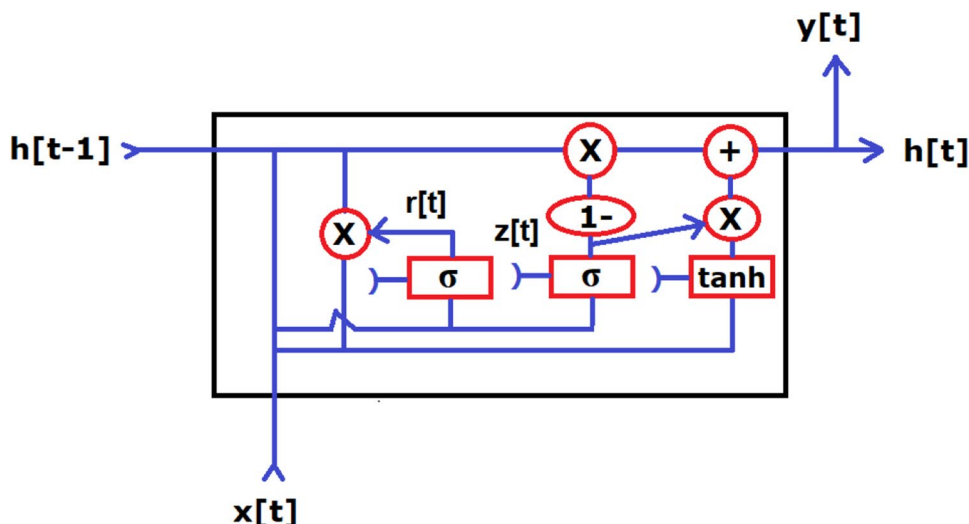 y[t]
h[t-1]
X
+
h[t]
r[t]
1-
X
X
z[t]
σ
σ
tanh
x[t]